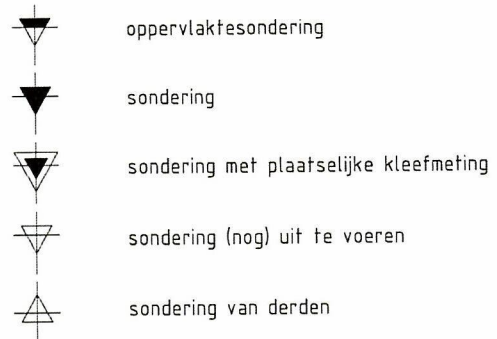 oppervlaktesondering
sondering
sondering met plaatselijke kleefmeting
sondering (nog) uit te voeren
sondering van derden